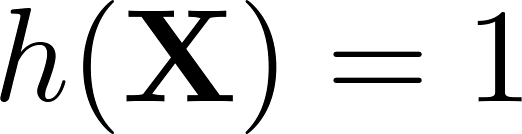 h(𝐗) = 1